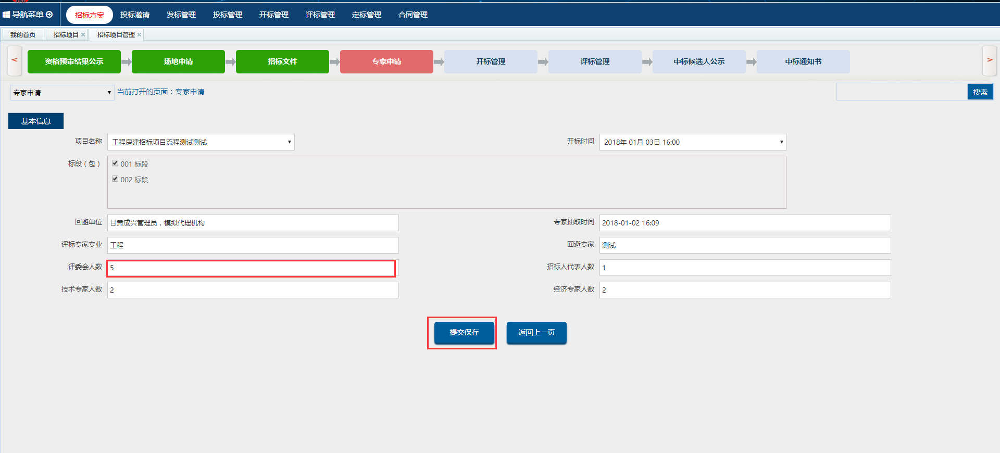 导航菜单 招标方案 投标邀请 发标管理 投标管理 开标管理 评标管理 定标管理 合同管理
我的首页 招标项目 × 招标项目管理 ×
< 资格预审结果公示 场地申请 招标文件 专家申请 开标管理 评标管理 中标候选人公示 中标通知书 >
专家申请 当前打开的页面：专家申请 搜索
基本信息
项目名称 工程房建招标项目流程测试测试 开标时间 2018年 01月 03日 16:00
标段（包） 001 标段
002 标段
回避单位 甘肃成兴管理员，模拟代理机构 专家抽取时间 2018-01-02 16:09
评标专家专业 工程 回避专家 测试
评委会人数 5 招标人代表人数 1
技术专家人数 2 经济专家人数 2
提交保存 返回上一页